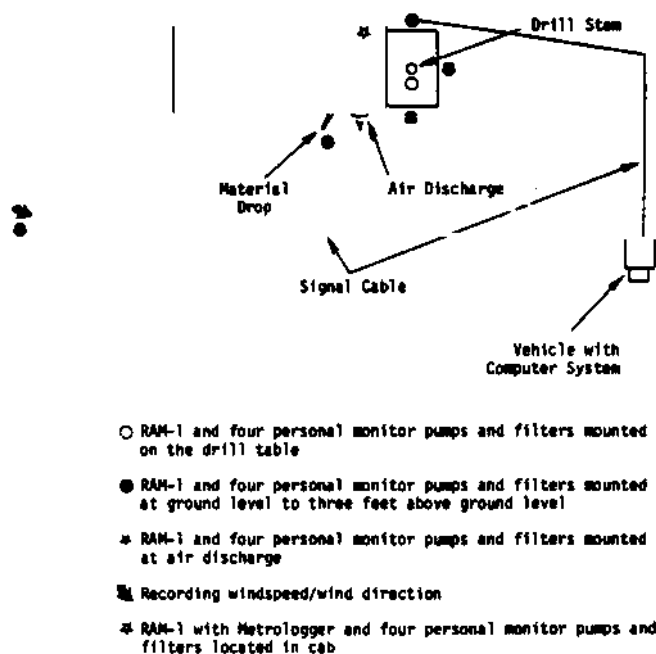 Drill Stem
Material
Drop
Air Discharge
Signal Cable
Vehicle with
Computer System
RAM-1 and four personal monitor pumps and filters mounted
on the drill table
RAM-1 and four personal monitor pumps and filters mounted
at ground level to three feet above ground level
RAM-1 and four personal monitor pumps and filters mounted
at air discharge
Recording windspeed/wind direction
RAM-1 with Metrologger and four personal monitor pumps and
filters located in cab